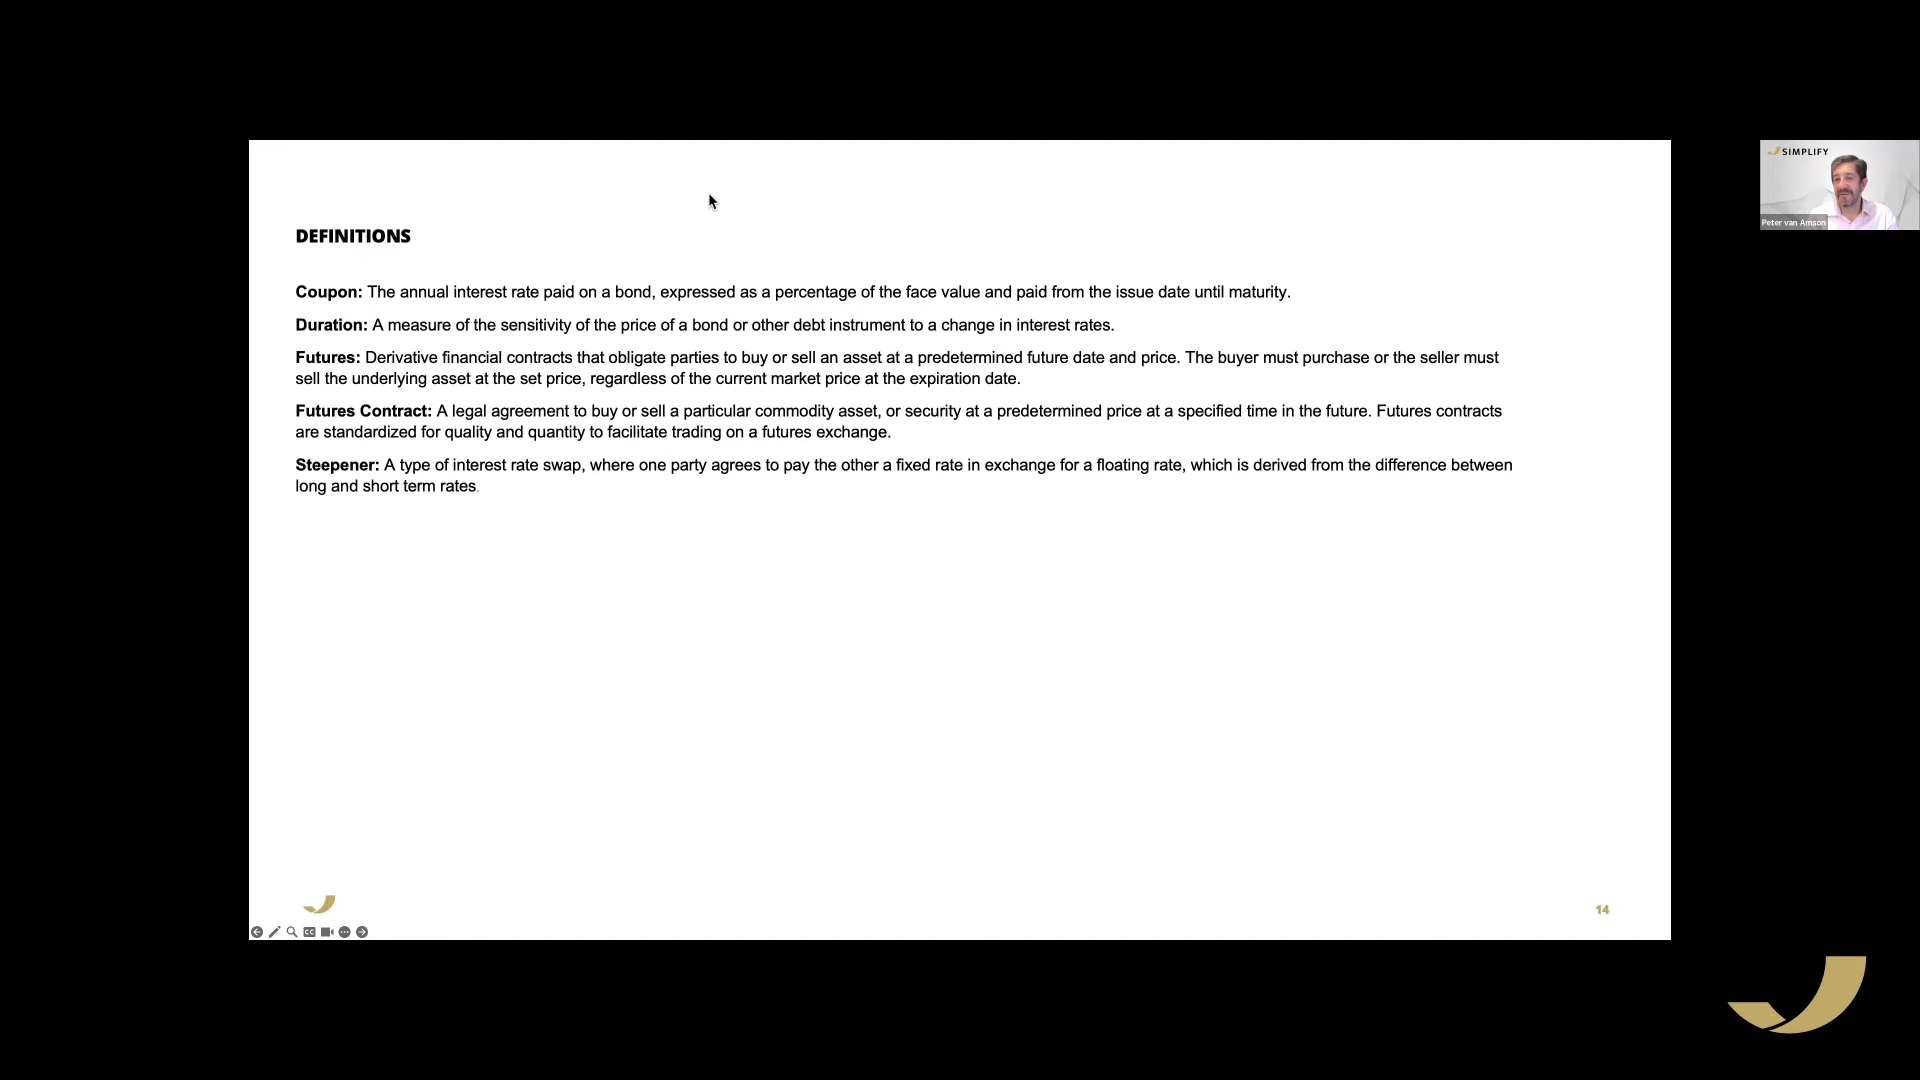 SIMPLIFY
Peter van Amson
DEFINITIONS
Coupon: The annual interest rate paid on a bond, expressed as a percentage of the face value and paid from the issue date until maturity.
Duration: A measure of the sensitivity of the price of a bond or other debt instrument to a change in interest rates.
Futures: Derivative financial contracts that obligate parties to buy or sell an asset at a predetermined future date and price. The buyer must purchase or the seller must
sell the underlying asset at the set price, regardless of the current market price at the expiration date.
Futures Contract: A legal agreement to buy or sell a particular commodity asset, or security at a predetermined price at a specified time in the future. Futures contracts
are standardized for quality and quantity to facilitate trading on a futures exchange.
Steepener: A type of interest rate swap, where one party agrees to pay the other a fixed rate in exchange for a floating rate, which is derived from the difference between
long and short term rates.
14
CC